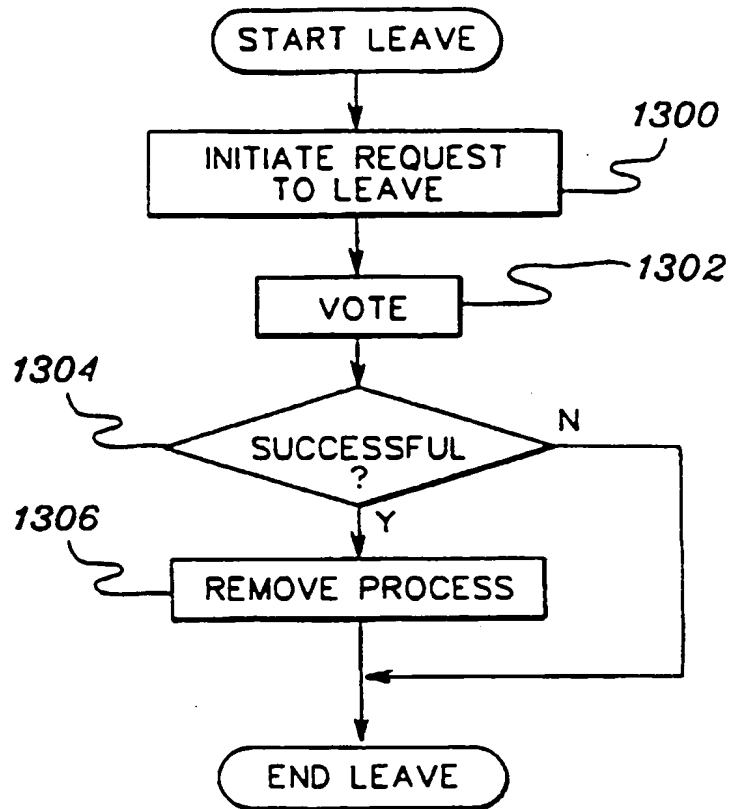 START LEAVE
1300
INITIATE REQUEST
TO LEAVE
1302
VOTE
1304
N
SUCCESSFUL
?
1306
Y
REMOVE PROCESS
END LEAVE